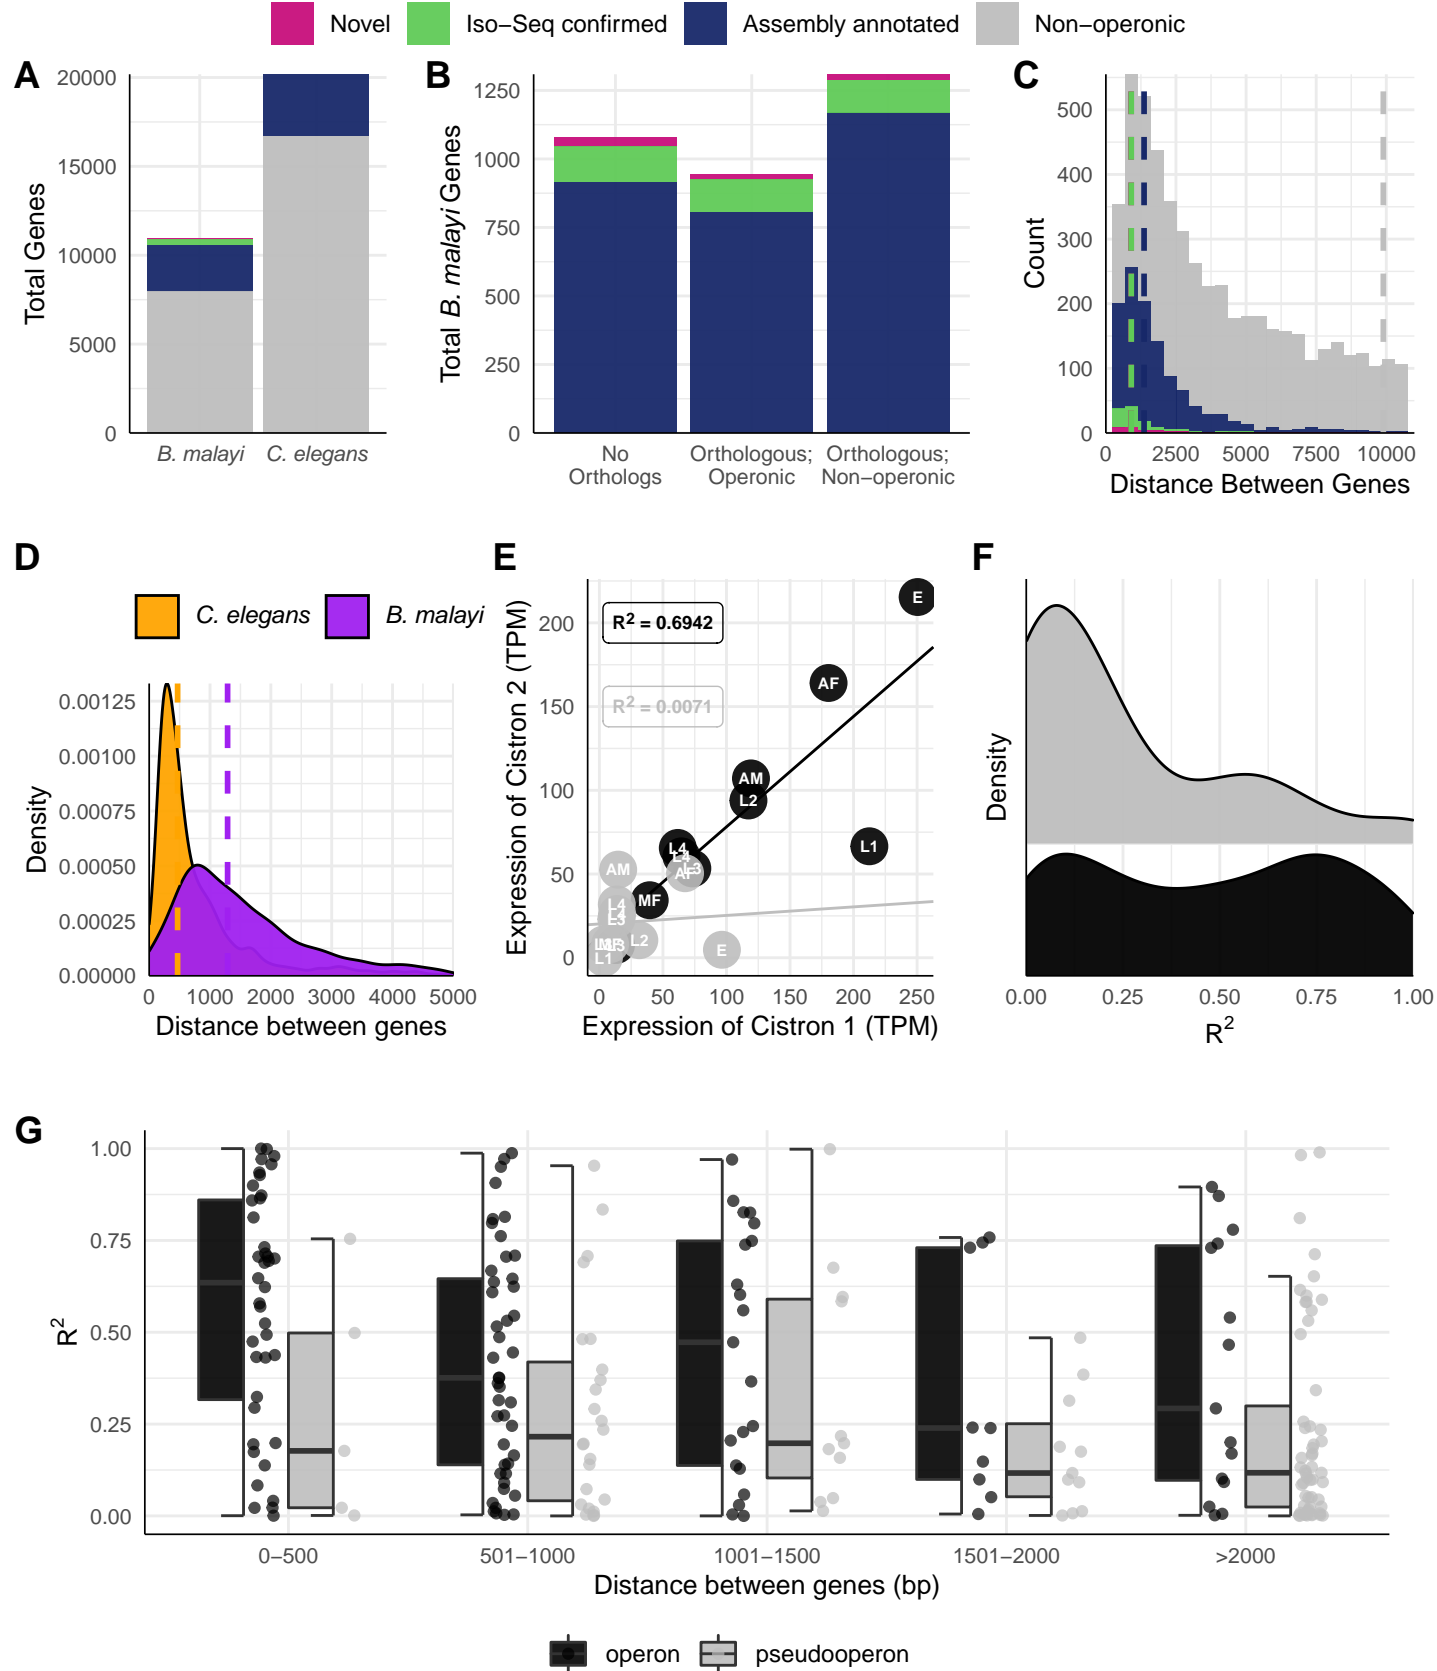 Novel Iso−Seq confirmed Assembly annotated Non−operonic
A
20000
15000
10000
5000
0
Total Genes
B. malayi C. elegans
B
1250
1000
750
500
250
0
Total B. malayi Genes
No Orthologs
Orthologous; Operonic
Orthologous; Non−operonic
C
500
400
300
200
100
0
Count
0 2500 5000 7500 10000
Distance Between Genes
D
C. elegans B. malayi
0.00125
0.00100
0.00075
0.00050
0.00025
0.00000
Density
0 1000 2000 3000 4000 5000
Distance between genes
E
200
150
100
50
0
Expression of Cistron 2 (TPM)
R2 = 0.6942
R2 = 0.0071
E
AF
AM
L2
L1
L4
L4
L3
MF
AM
AF
L4
L3
L2
E
L1
0 50 100 150 200 250
Expression of Cistron 1 (TPM)
F
Density
0.00 0.25 0.50 0.75 1.00
R2
G
1.00
0.75
0.50
0.25
0.00
R2
0−500 501−1000 1001−1500 1501−2000 >2000
Distance between genes (bp)
operon pseudooperon